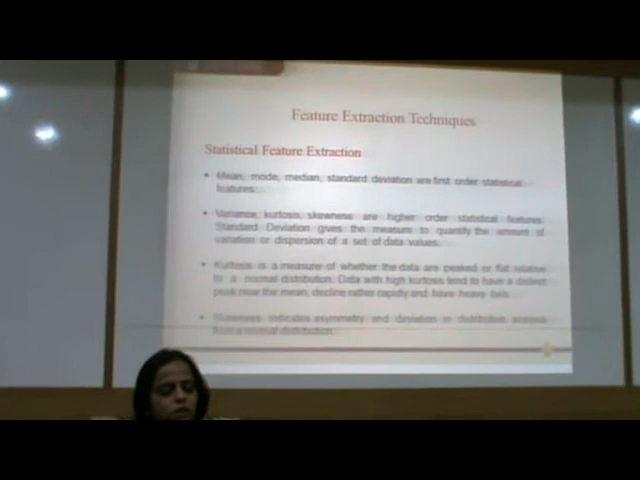 Feature Extraction Techniques
Statistical Feature Extraction
• Mean, mode, median, standard deviation are first order statistical
features.
• Variance, kurtosis, skewness are higher order statistical features.
Standard Deviation gives the measure to quantify the amount of
variation or dispersion of a set of data values.
• Kurtosis is a measure of whether the data are peaked or flat relative
to a normal distribution. Data with high kurtosis tend to have a distinct
peak near the mean, decline rather rapidly and have heavy tails.
• Skewness indicates asymmetry and deviation in distribution analysis
from a normal distribution.